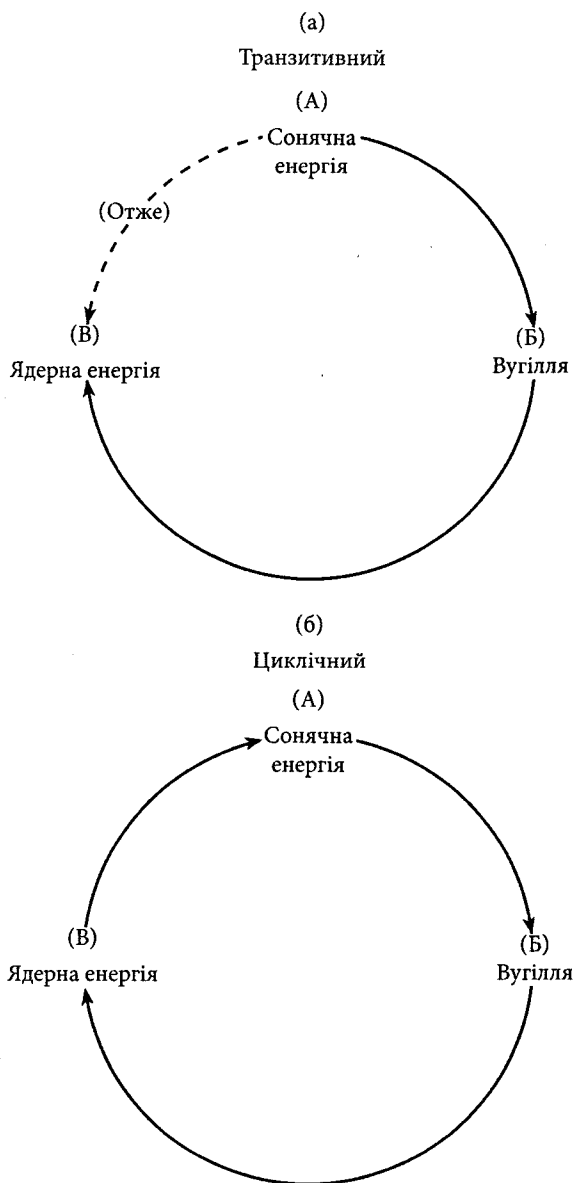 (а)
Транзитивний
(А)
Сонячна
енергія
(Отже)
(В)
Ядерна енергія
(Б)
Вугілля
(б)
Циклічний
(А)
Сонячна
енергія
(В)
Ядерна енергія
(Б)
Вугілля